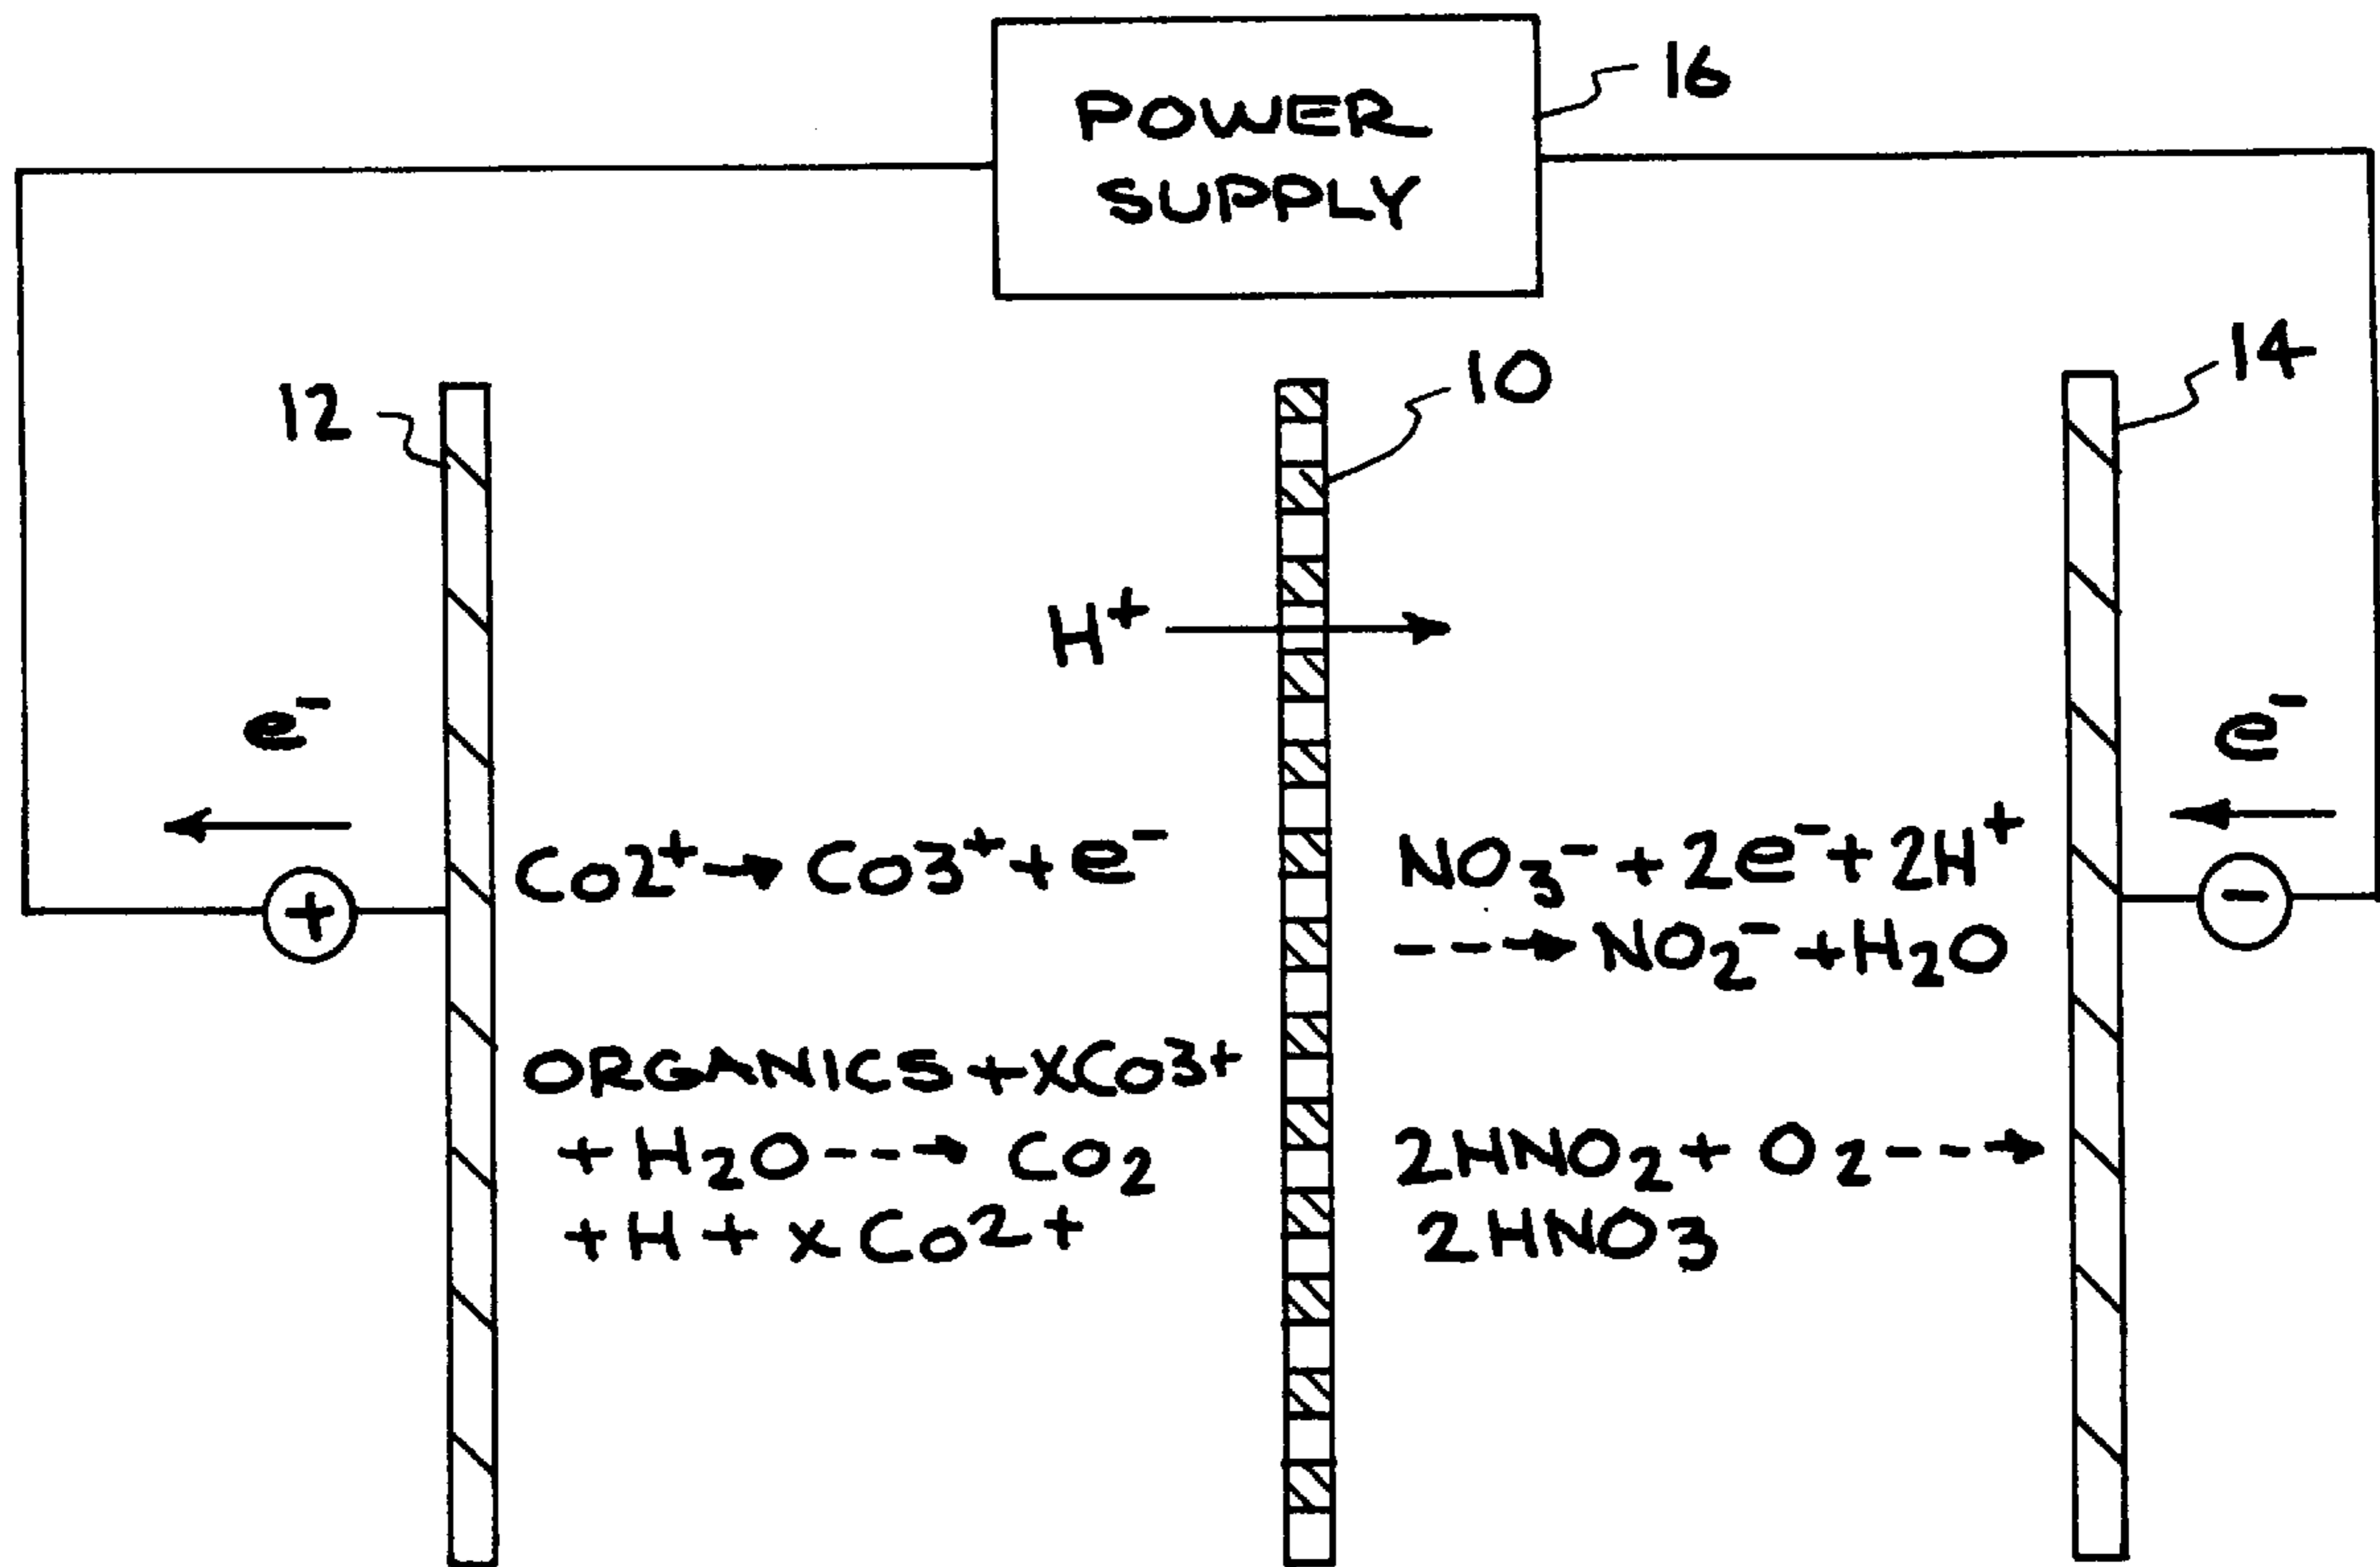 POWER
SUPPLY
16
12
10
14
H⁺
e⁻
e⁻
+
-
Co2⁺→Co3⁺+e⁻
ORGANICS+XCo3+
+H₂O--→CO₂
+H+xCo2+
NO₃⁻+2e⁻+2H⁺
--→NO₂⁻+H₂O
2HNO₂+O₂--→
2HNO₃